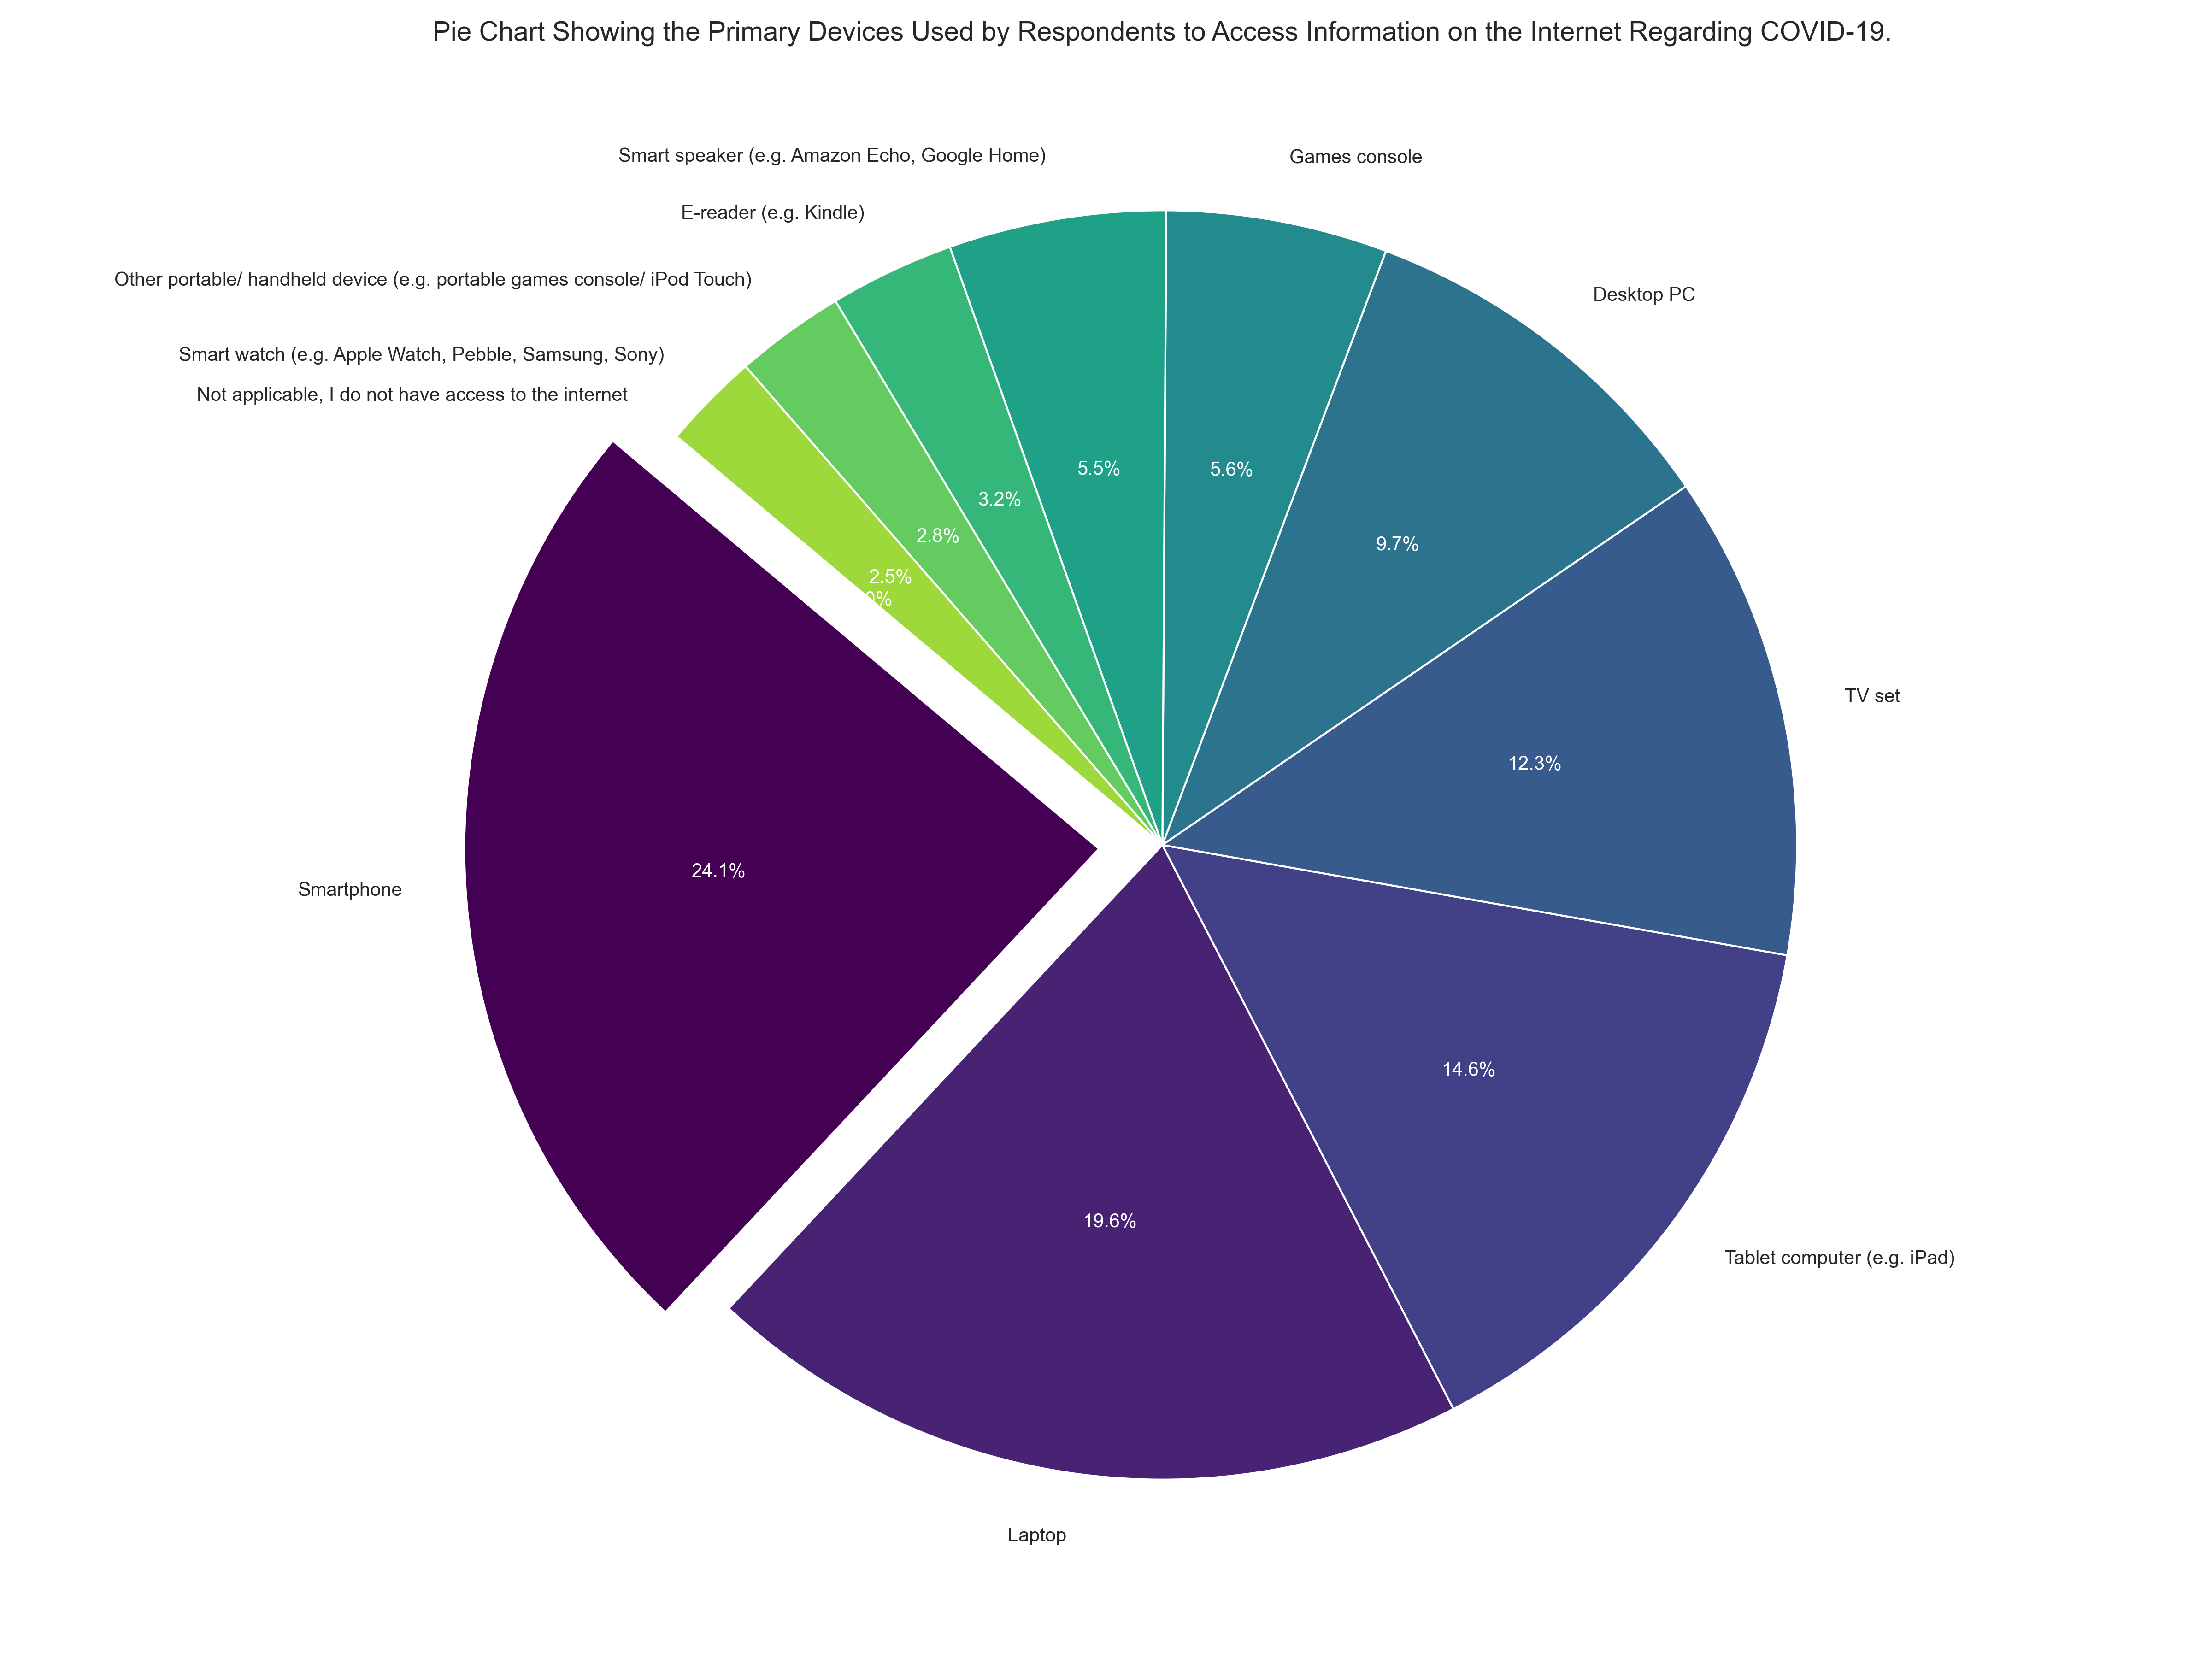 Pie Chart Showing the Primary Devices Used by Respondents to Access Information on the Internet Regarding COVID-19.
Smart speaker (e.g. Amazon Echo, Google Home)
Games console
E-reader (e.g. Kindle)
Other portable/ handheld device (e.g. portable games console/ iPod Touch)
Desktop PC
Smart watch (e.g. Apple Watch, Pebble, Samsung, Sony)
Not applicable, I do not have access to the internet
5.5%
5.6%
3.2%
2.8%
9.7%
2.5%
TV set
12.3%
24.1%
Smartphone
14.6%
19.6%
Tablet computer (e.g. iPad)
Laptop